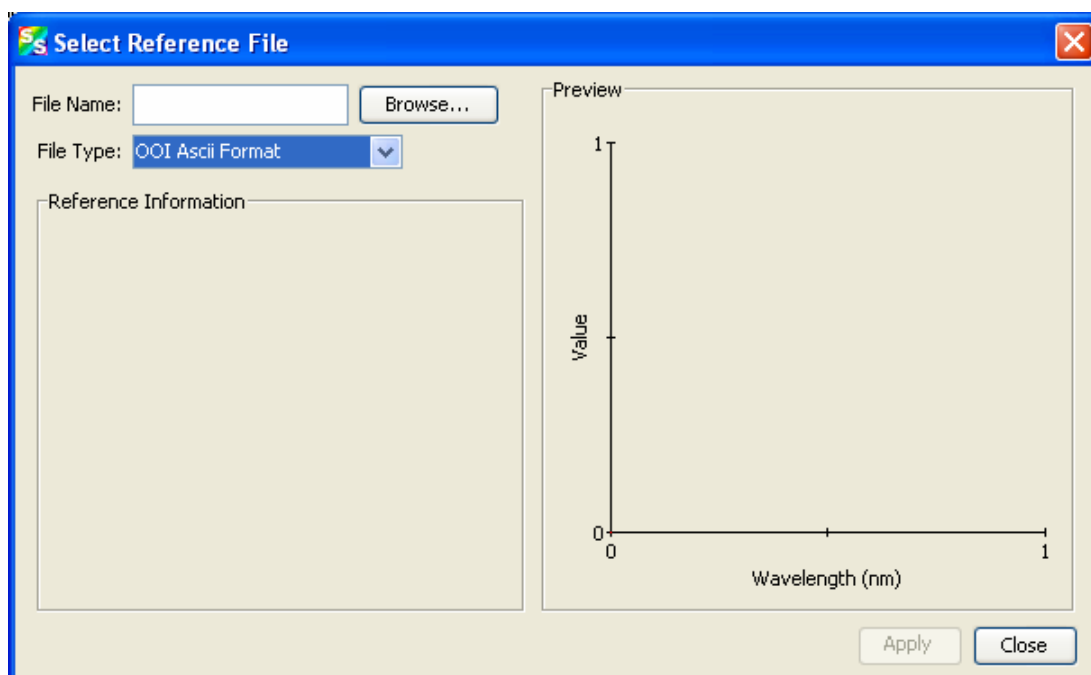 SS Select Reference File
File Name: Browse...
File Type: OOI Ascii Format
Reference Information
Preview
1
Value
0
0 1
Wavelength (nm)
Apply Close